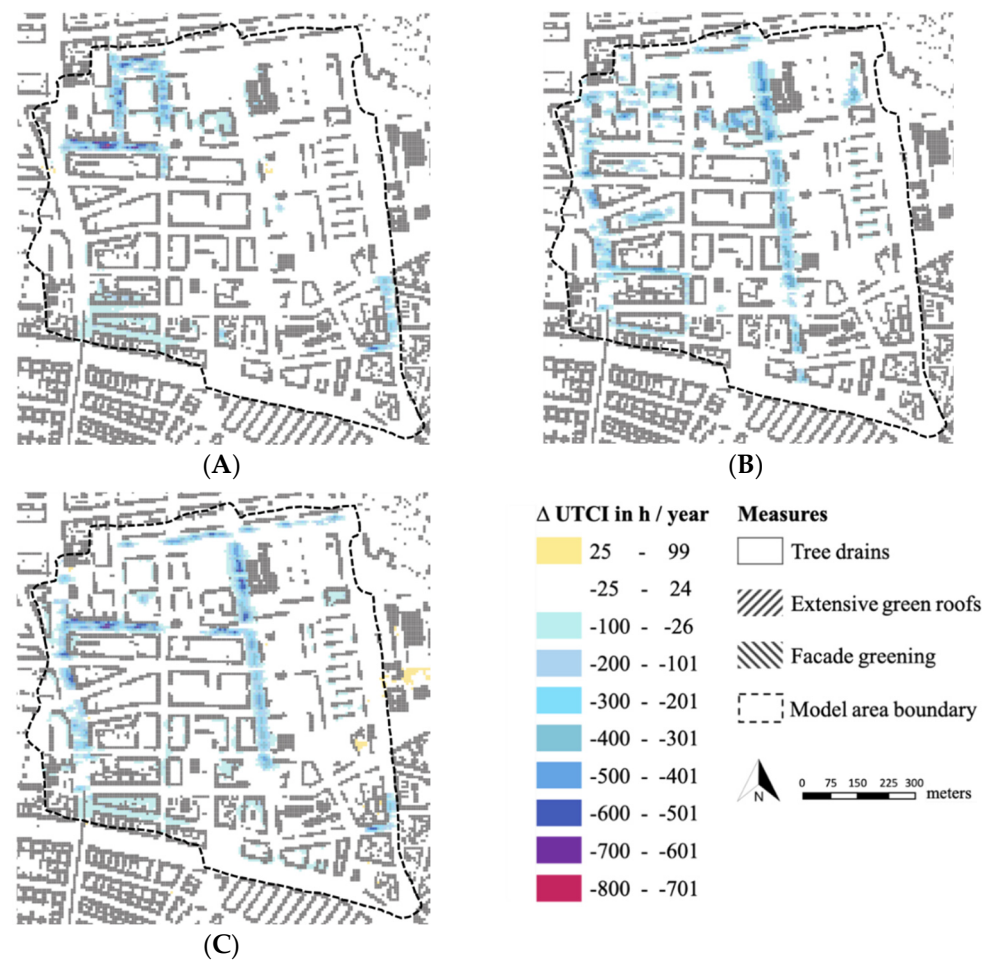 (A)
(B)
(C)
Δ UTCI in h / year
25 - 99
-25 - 24
-100 - -26
-200 - -101
-300 - -201
-400 - -301
-500 - -401
-600 - -501
-700 - -601
-800 - -701
Measures
Tree drains
Extensive green roofs
Facade greening
Model area boundary
N
0 75 150 225 300
meters